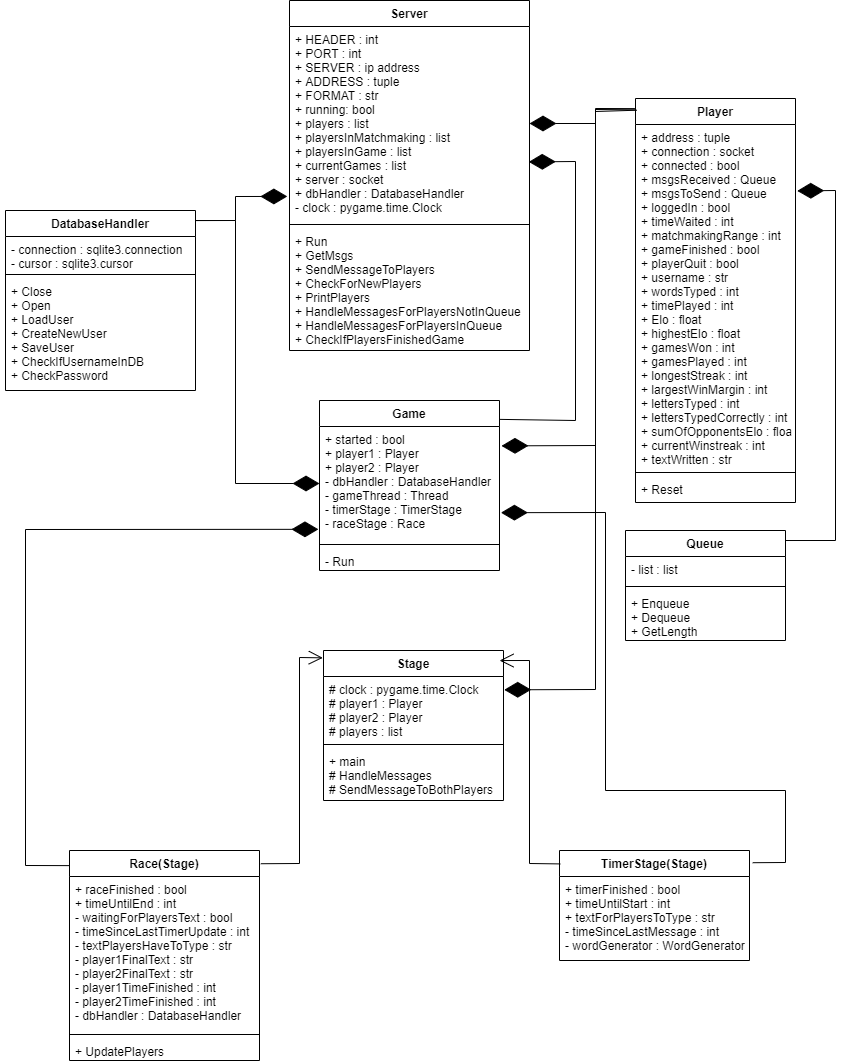 Server
+ HEADER : int
+ PORT : int
+ SERVER : ip address
+ ADDRESS : tuple
+ FORMAT : str
+ running: bool
+ players : list
+ playersInMatchmaking : list
+ playersInGame : list
+ currentGames : list
+ server : socket
+ dbHandler : DatabaseHandler
- clock : pygame.time.Clock
+ Run
+ GetMsgs
+ SendMessageToPlayers
+ CheckForNewPlayers
+ PrintPlayers
+ HandleMessagesForPlayersNotInQueue
+ HandleMessagesForPlayersInQueue
+ CheckIfPlayersFinishedGame
Player
+ address : tuple
+ connection : socket
+ connected : bool
+ msgsReceived : Queue
+ msgsToSend : Queue
+ loggedIn : bool
+ timeWaited : int
+ matchmakingRange : int
+ gameFinished : bool
+ playerQuit : bool
+ username : str
+ wordsTyped : int
+ timePlayed : int
+ Elo : float
+ highestElo : float
+ gamesWon : int
+ gamesPlayed : int
+ longestStreak : int
+ largestWinMargin : int
+ lettersTyped : int
+ lettersTypedCorrectly : int
+ sumOfOpponentsElo : floa
+ currentWinstreak : int
+ textWritten : str
+ Reset
DatabaseHandler
- connection : sqlite3.connection
- cursor : sqlite3.cursor
+ Close
+ Open
+ LoadUser
+ CreateNewUser
+ SaveUser
+ CheckIfUsernameInDB
+ CheckPassword
Game
+ started : bool
+ player1 : Player
+ player2 : Player
- dbHandler : DatabaseHandler
- gameThread : Thread
- timerStage : TimerStage
- raceStage : Race
- Run
Queue
- list : list
+ Enqueue
+ Dequeue
+ GetLength
Stage
# clock : pygame.time.Clock
# player1 : Player
# player2 : Player
# players : list
+ main
# HandleMessages
# SendMessageToBothPlayers
Race(Stage)
+ raceFinished : bool
+ timeUntilEnd : int
- waitingForPlayersText : bool
- timeSinceLastTimerUpdate : int
- textPlayersHaveToType : str
- player1FinalText : str
- player2FinalText : str
- player1TimeFinished : int
- player2TimeFinished : int
- dbHandler : DatabaseHandler
+ UpdatePlayers
TimerStage(Stage)
+ timerFinished : bool
+ timeUntilStart : int
+ textForPlayersToType : str
- timeSinceLastMessage : int
- wordGenerator : WordGenerator